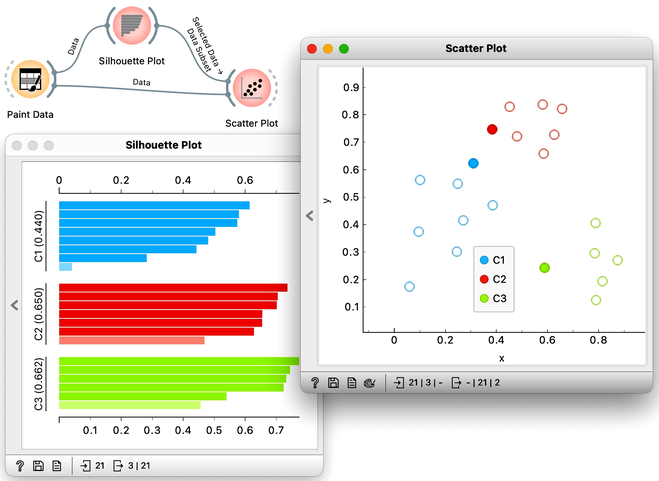 Data
Silhouette Plot
Selected Data →
Data Subset
Data
Paint Data
Scatter Plot
Silhouette Plot
0 0.2 0.4 0.6
C1 (0.440)
C2 (0.650)
C3 (0.662)
0.1 0.2 0.3 0.4 0.5 0.6 0.7
? 21 3 | 21
Scatter Plot
y
0.9
0.8
0.7
0.6
0.5
0.4
0.3
0.2
0.1
C1
C2
C3
0 0.2 0.4 0.6 0.8
x
? 21 | 3 | - - | 21 | 2